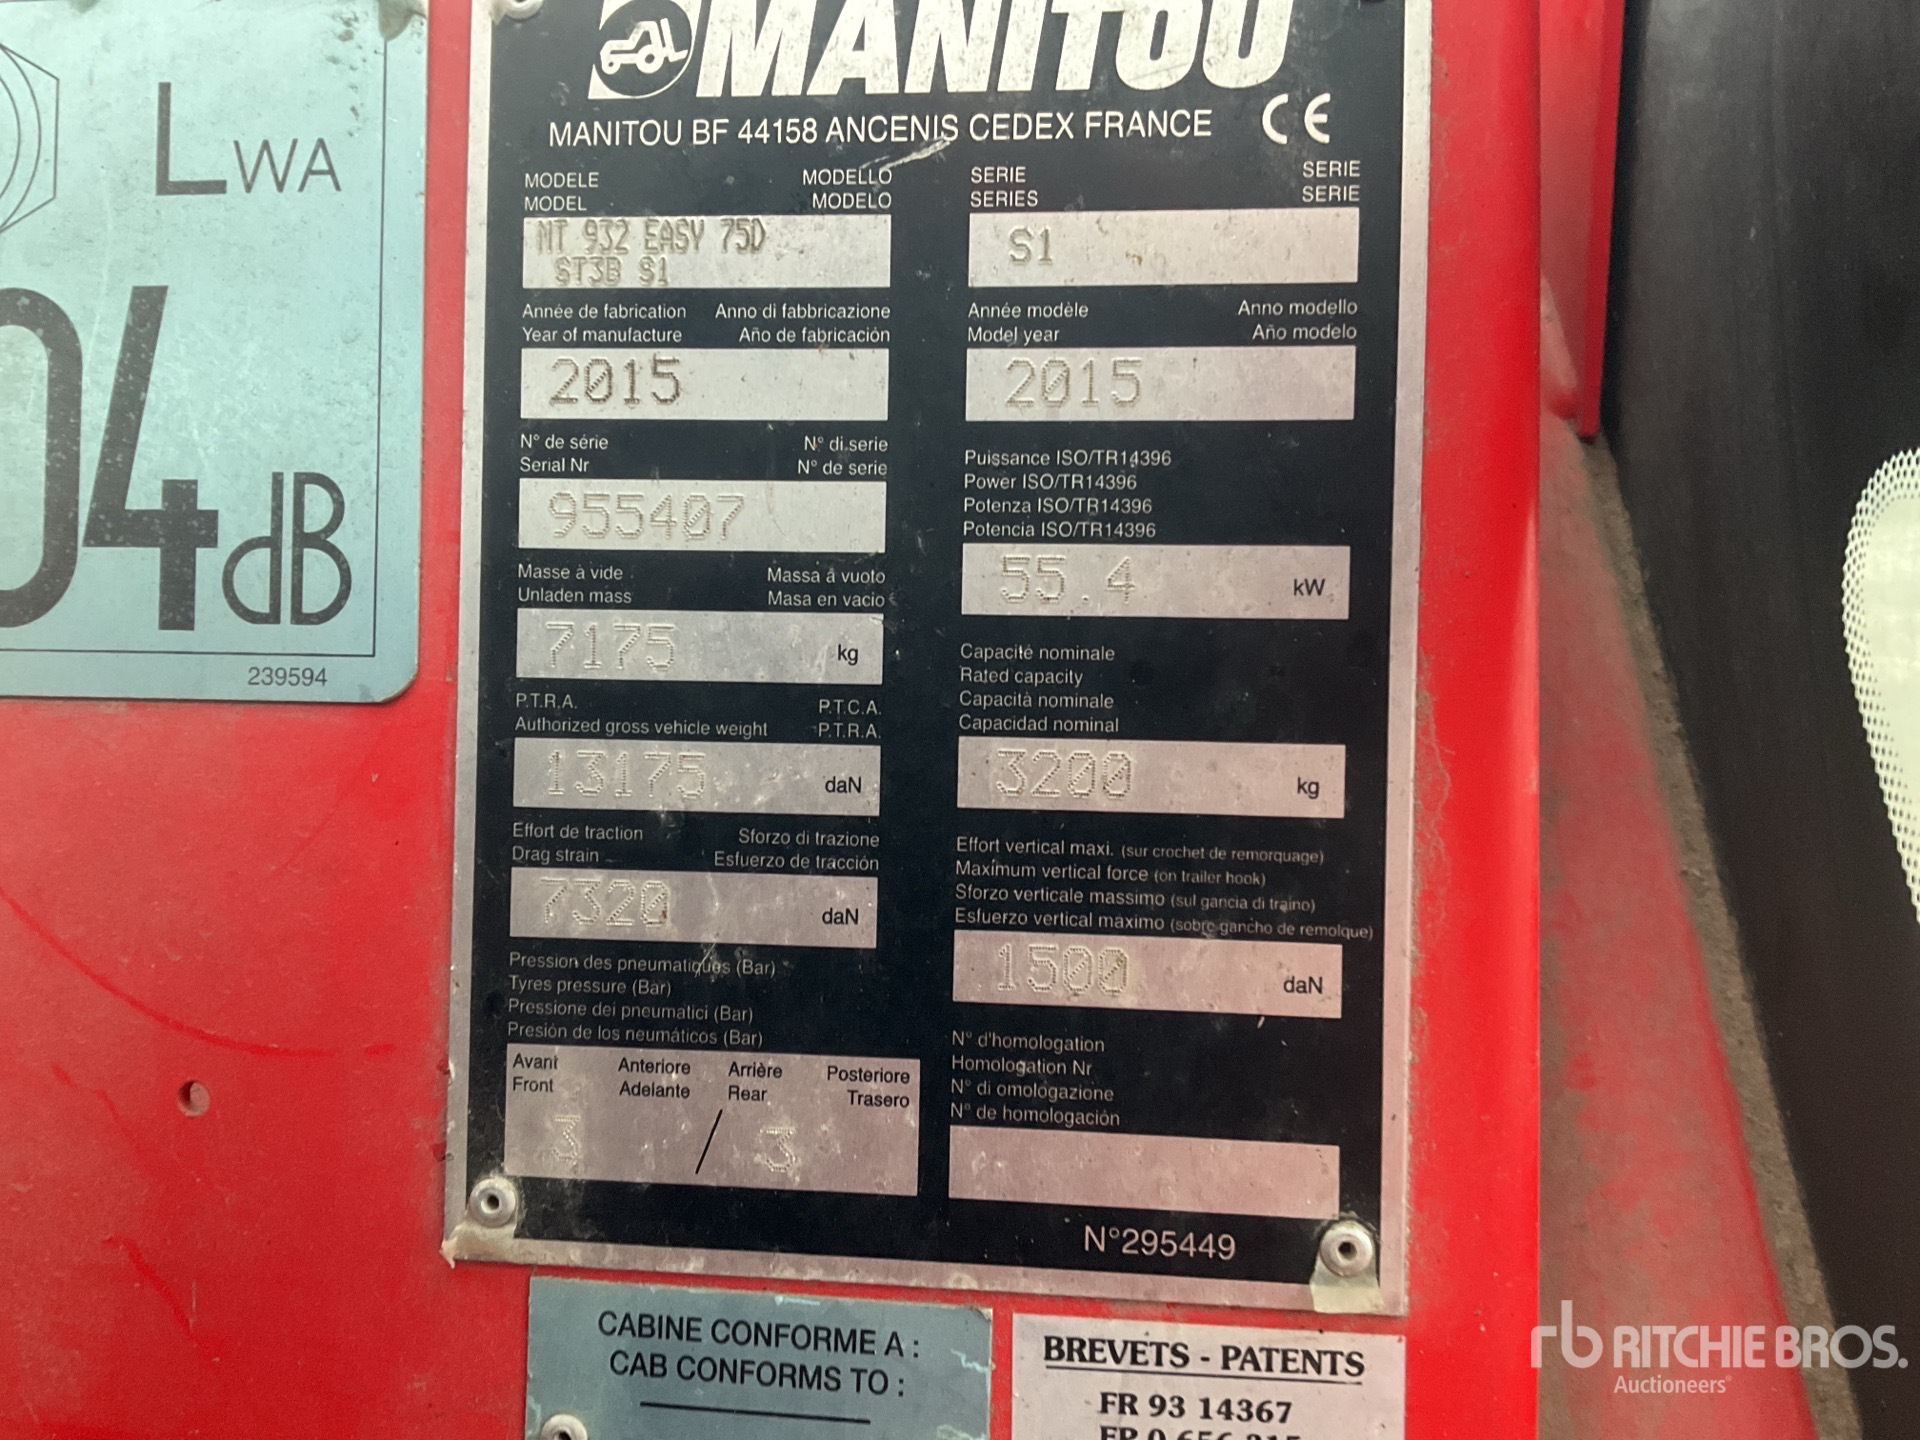 LWA
04 dB
239594
MANITOU
MANITOU BF 44158 ANCENIS CEDEX FRANCE CE
MODELE MODELLO
MODEL MODELO
MT 932 EASY 75D
ST3B S1
SERIE SERIE
SERIES SERIE
S1
Année de fabrication Anno di fabbricazione
Year of manufacture Año de fabricación
2015
Année modèle Anno modello
Model year Año modelo
2015
N° de série N° di serie
Serial Nr N° de serie
955407
Puissance ISO/TR14396
Power ISO/TR14396
Potenza ISO/TR14396
Potencia ISO/TR14396
55.4 kW
Masse à vide Massa à vuoto
Unladen mass Masa en vacio
7175 kg
Capacité nominale
Rated capacity
Capacità nominale
Capacidad nominal
3200 kg
P.T.R.A. P.T.C.A.
Authorized gross vehicle weight P.T.R.A.
13175 daN
Effort de traction Sforzo di trazione
Drag strain Esfuerzo de tracción
7320 daN
Effort vertical maxi. (sur crochet de remorquage)
Maximum vertical force (on trailer hook)
Sforzo verticale massimo (sul gancia di traino)
Esfuerzo vertical màximo (sobre gancho de remolque)
1500 daN
Pression des pneumatiques (Bar)
Tyres pressure (Bar)
Pressione dei pneumatici (Bar)
Presión de los neumáticos (Bar)
Avant Anteriore Arrière Posteriore
Front Adelante Rear Trasero
3 / 3
N° d'homologation
Homologation Nr
N° di omologazione
N° de homologación
N°295449
CABINE CONFORME A :
CAB CONFORMS TO :
BREVETS - PATENTS
FR 93 14367
rb RITCHIE BROS.
Auctioneers